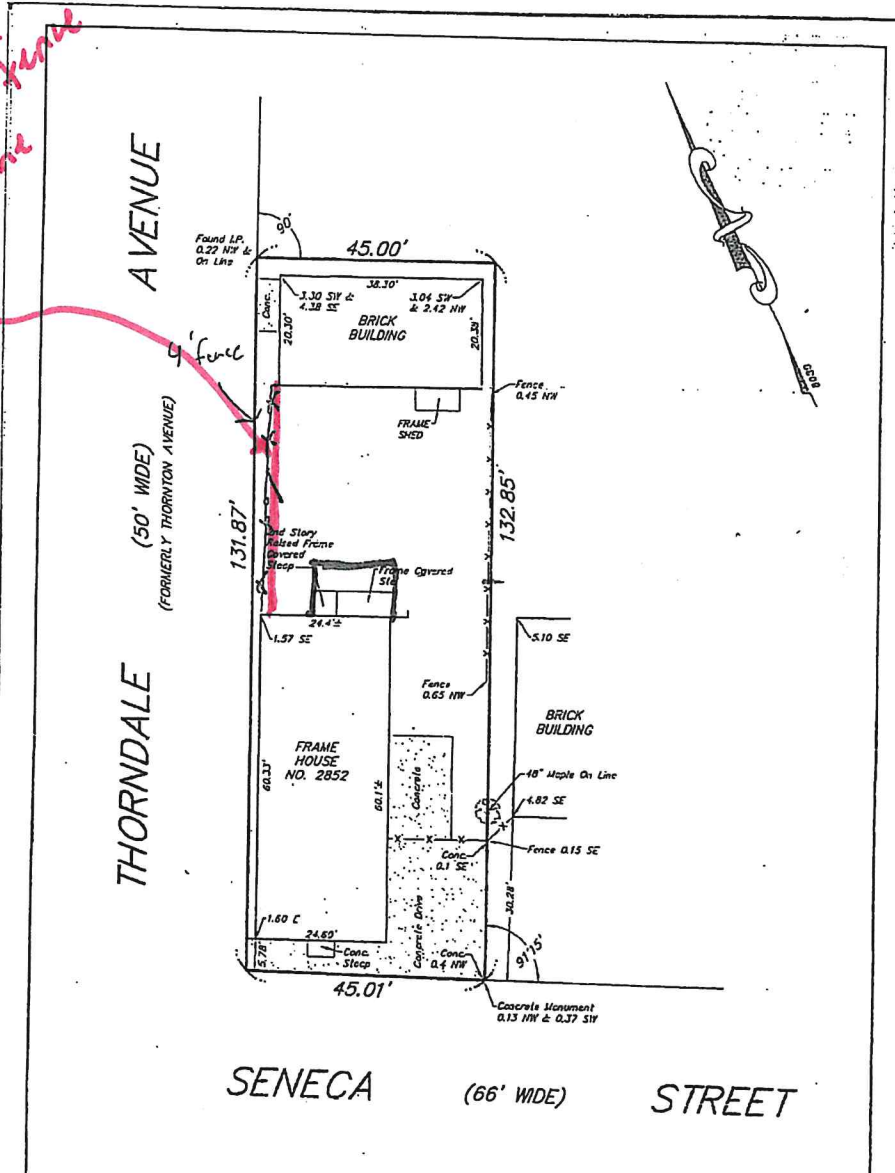 fence
AVENUE
Found I.P.
0.22 NW &
On Line
90°
45.00'
Conc.
3.30 SW &
4.38 SE
38.30'
3.04 SW
& 2.42 NW
20.30'
BRICK
BUILDING
20.39'
4' fence
Fence
0.45 NW
FRAME
SHED
(50' WIDE)
(FORMERLY THORNTON AVENUE)
131.87'
132.85'
2nd Story
Raised Frame
Covered
Stoop
Frame Covered
24.4'±
1.57 SE
5.10 SE
Fence
0.65 NW
BRICK
BUILDING
THORNDALE
FRAME
HOUSE
NO. 2852
60.33'
60.1'±
Concrete
48" Maple On Line
4.82 SE
Conc.
0.1 SE
Fence 0.15 SE
30.28'
Concrete Drive
1.60 E
24.60'
5.78'
Conc.
Stoop
Conc.
0.4 NW
91°15'
45.01'
Concrete Monument
0.13 NW & 0.37 SW
SENECA
(66' WIDE)
STREET